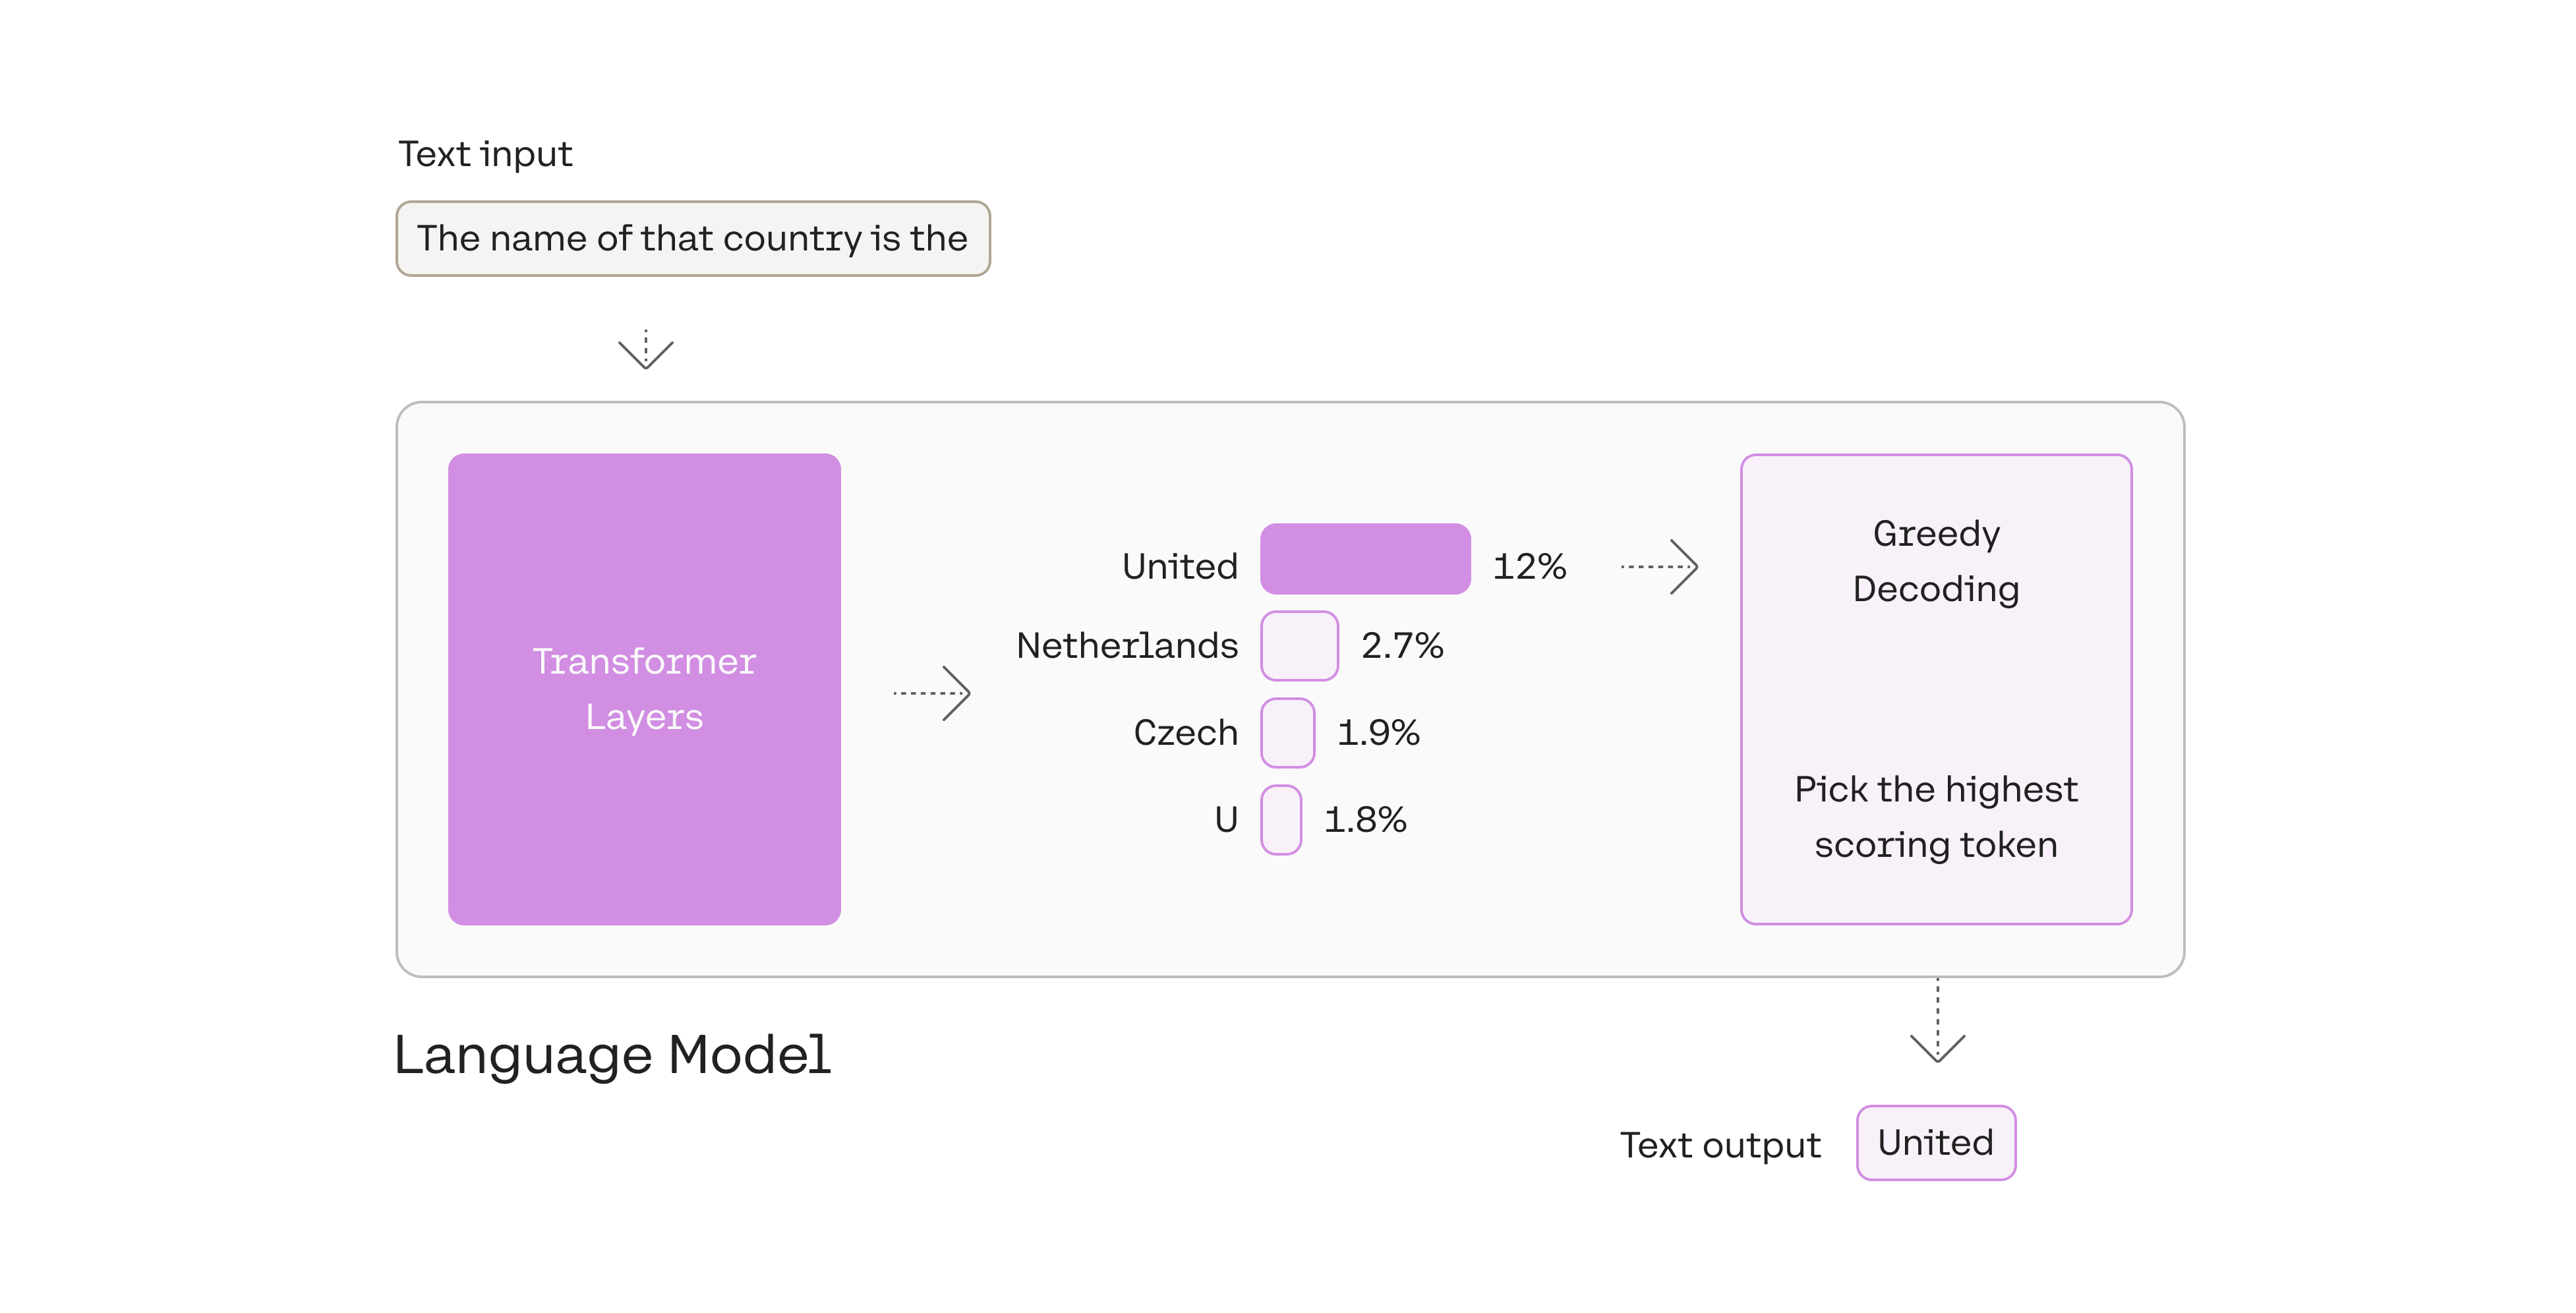 Text input
The name of that country is the
Transformer
Layers
United 12%
Netherlands 2.7%
Czech 1.9%
U 1.8%
Greedy
Decoding
Pick the highest
scoring token
Language Model
Text output United